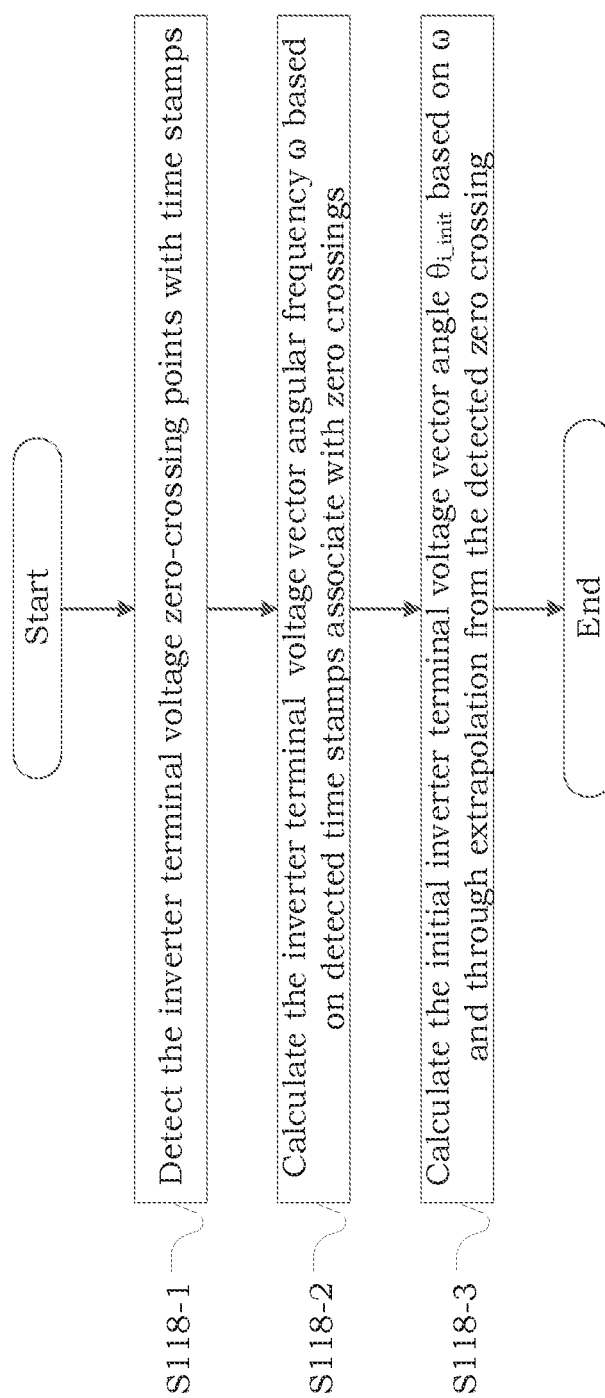 Start
S118-1
Detect the inverter terminal voltage zero-crossing points with time stamps
S118-2
Calculate the inverter terminal voltage vector angular frequency ω based
on detected time stamps associate with zero crossings
S118-3
Calculate the initial inverter terminal voltage vector angle θi_init based on ω
and through extrapolation from the detected zero crossing
End